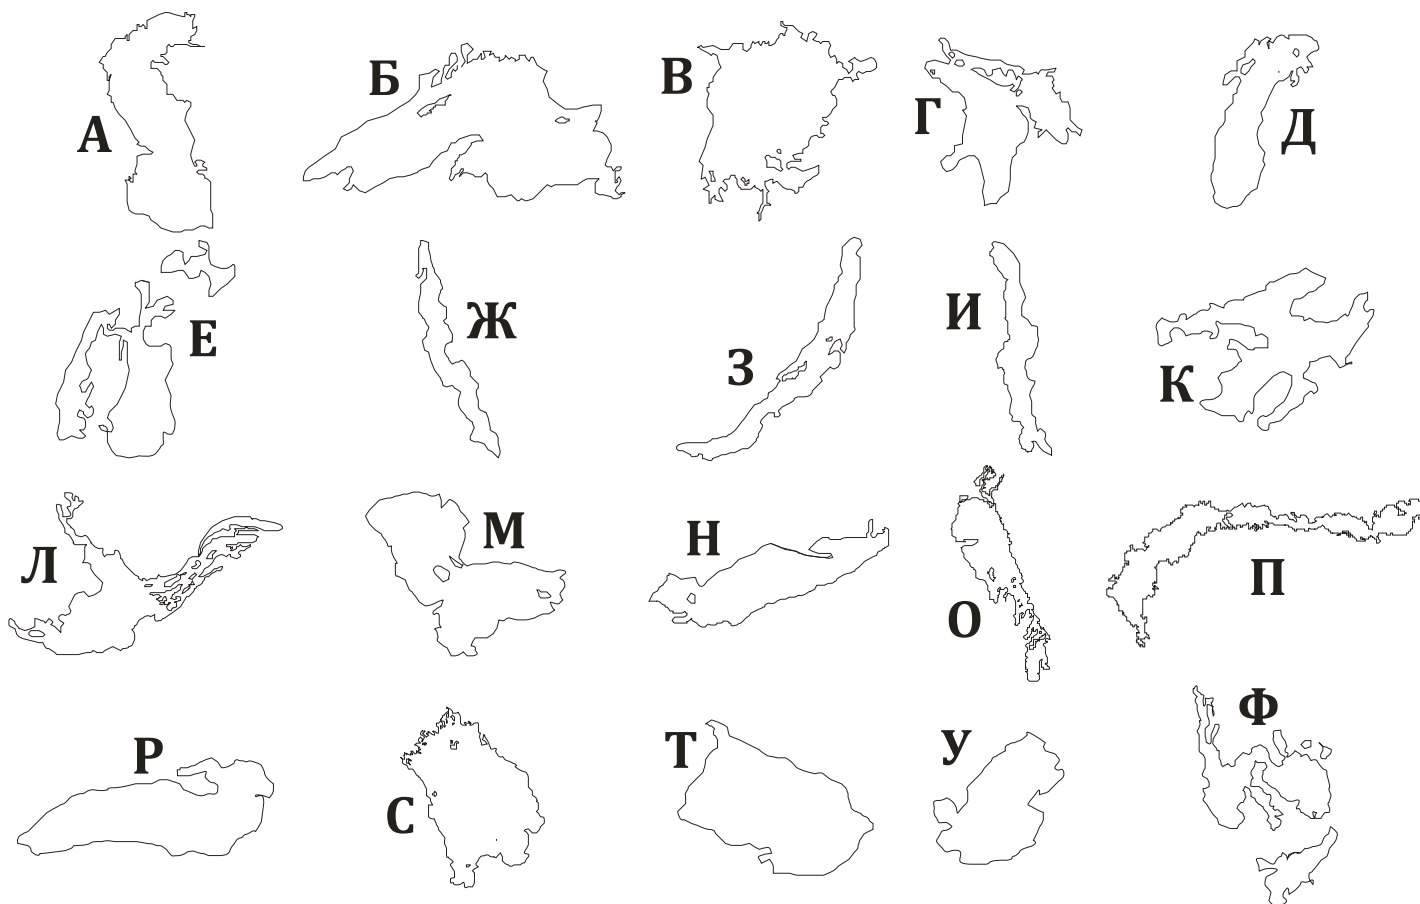 А
Б
В
Г
Д
Е
Ж
З
И
К
Л
М
Н
О
П
Р
С
Т
У
Ф